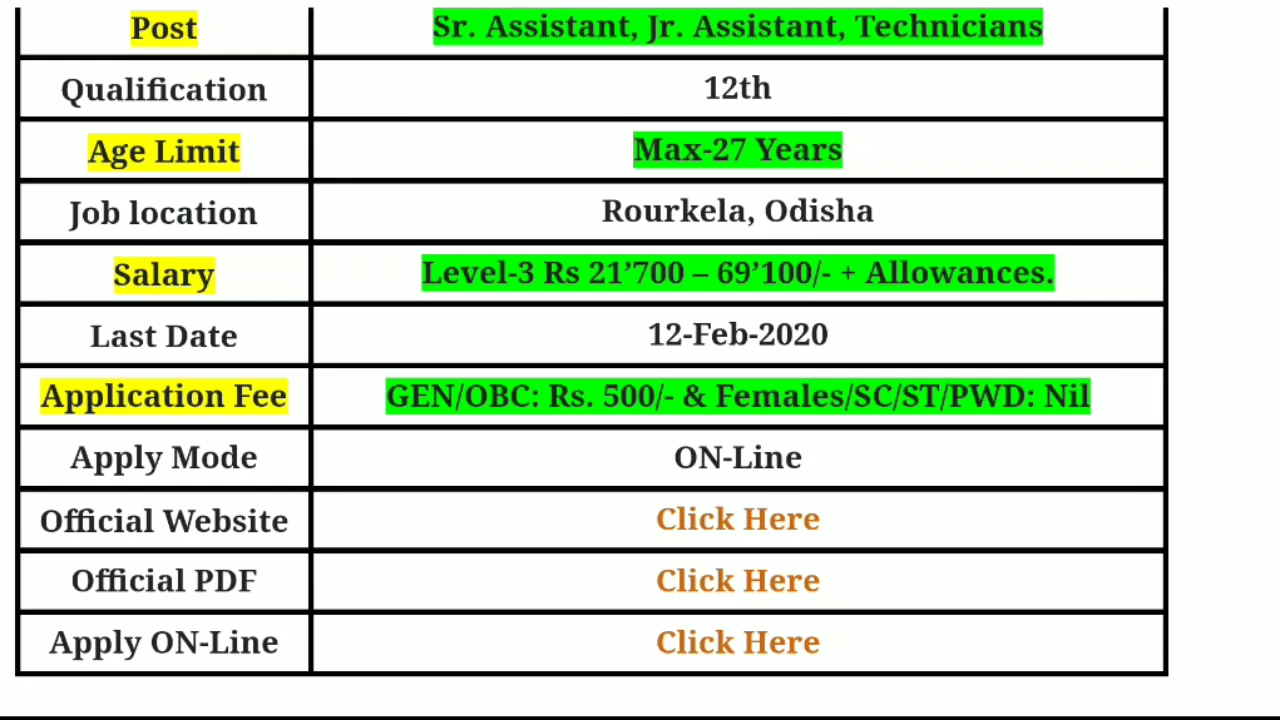 Post Sr. Assistant, Jr. Assistant, Technicians
Qualification 12th
Age Limit Max-27 Years
Job location Rourkela, Odisha
Salary Level-3 Rs 21’700 – 69’100/- + Allowances.
Last Date 12-Feb-2020
Application Fee GEN/OBC: Rs. 500/- & Females/SC/ST/PWD: Nil
Apply Mode ON-Line
Official Website Click Here
Official PDF Click Here
Apply ON-Line Click Here